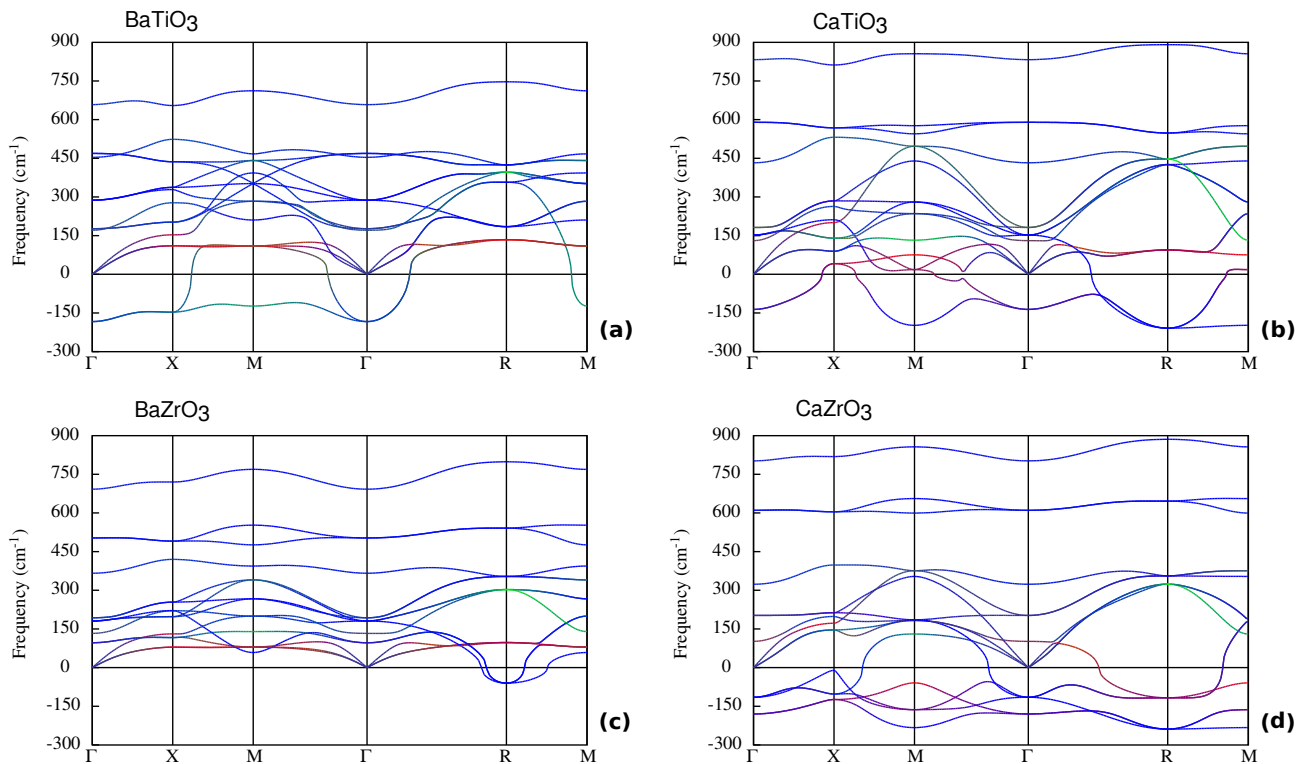 BaTiO3
CaTiO3
900
750
600
450
300
150
0
-150
-300
Frequency (cm-1)
Γ X M Γ R M
(a)
900
750
600
450
300
150
0
-150
-300
Frequency (cm-1)
Γ X M Γ R M
(b)
BaZrO3
CaZrO3
900
750
600
450
300
150
0
-150
-300
Frequency (cm-1)
Γ X M Γ R M
(c)
900
750
600
450
300
150
0
-150
-300
Frequency (cm-1)
Γ X M Γ R M
(d)